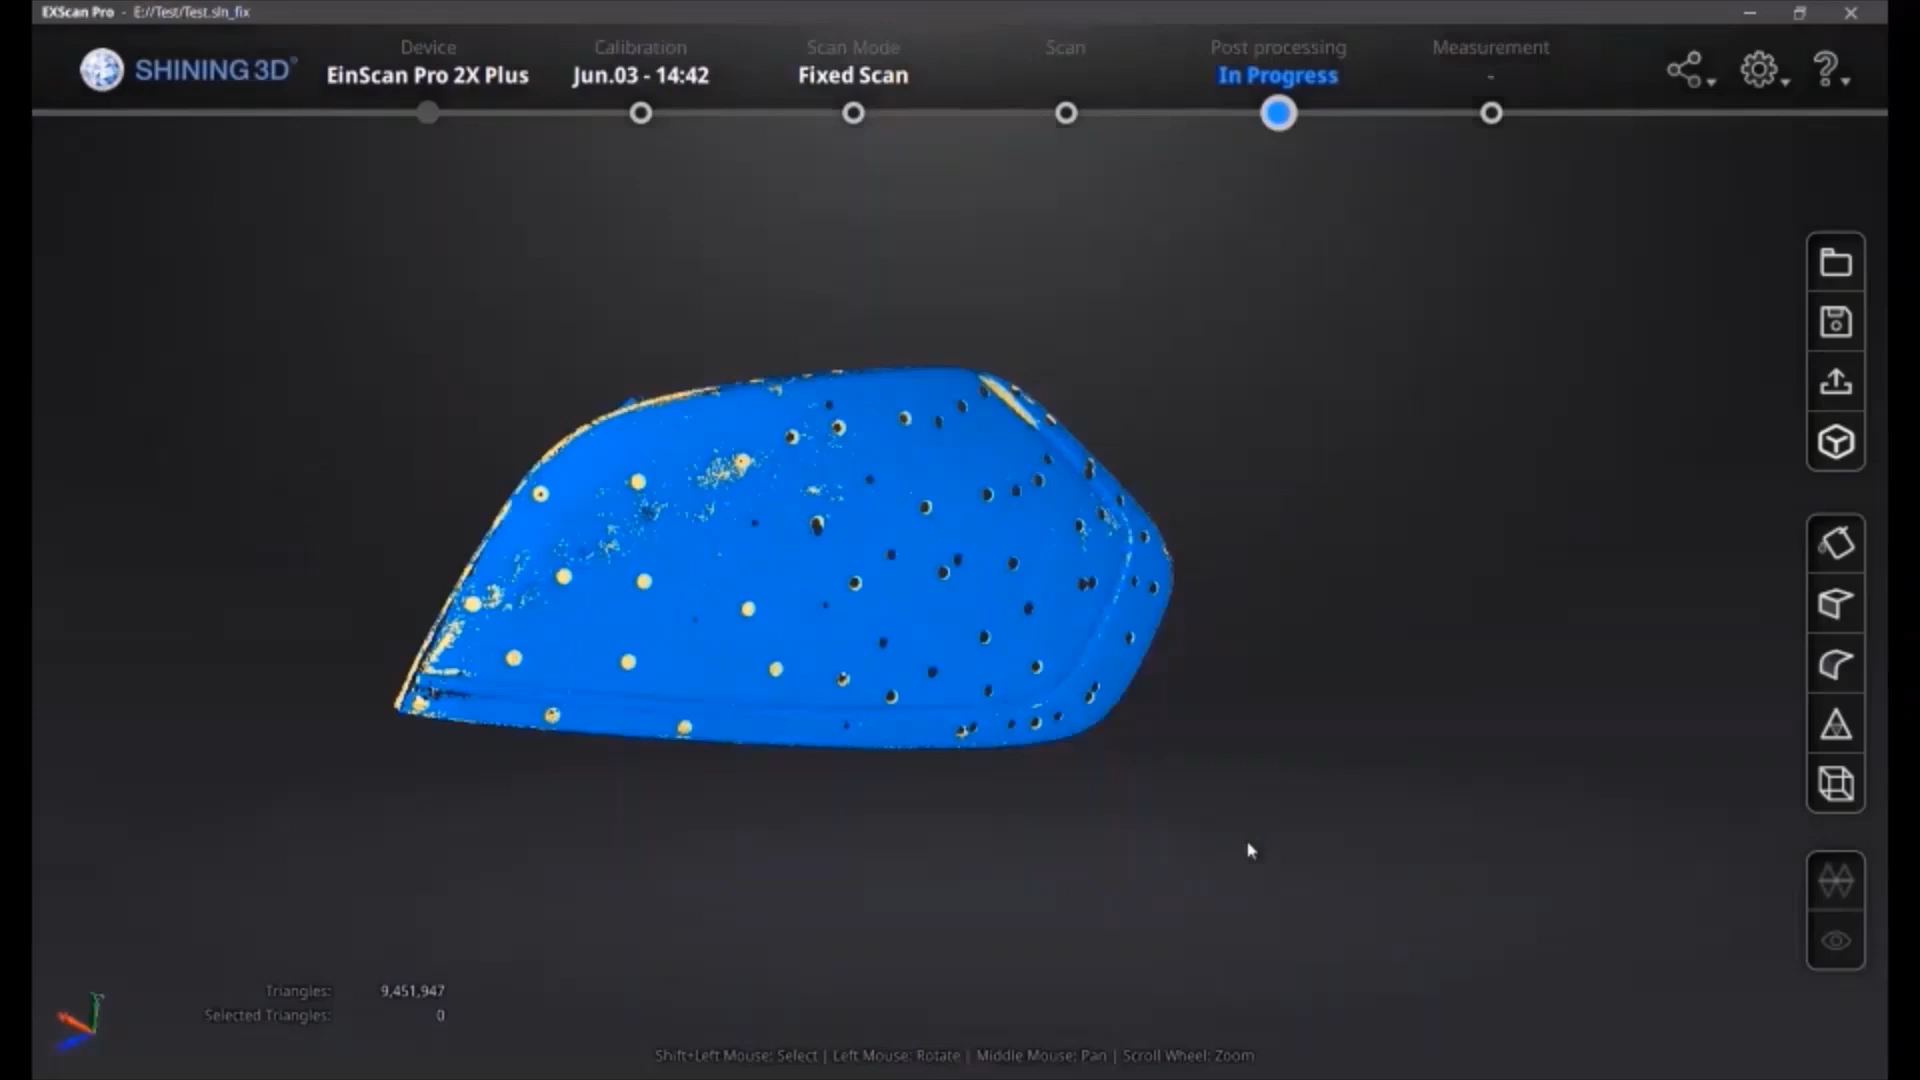 EXScan Pro - E://Test/Test.sln_fix
SHINING 3D®
Device
EinScan Pro 2X Plus
Calibration
Jun.03 - 14:42
Scan Mode
Fixed Scan
Scan
Post processing
In Progress
Measurement
-
?
Triangles: 9,451,947
Selected Triangles: 0
Shift+Left Mouse: Select | Left Mouse: Rotate | Middle Mouse: Pan | Scroll Wheel: Zoom